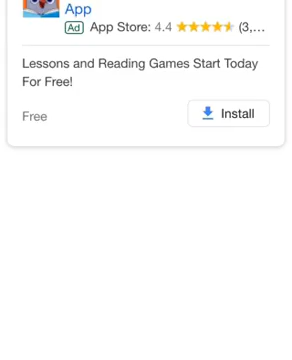 App
Ad App Store: 4.4 ★★★★★ (3,...
Lessons and Reading Games Start Today
For Free!
Free
Install